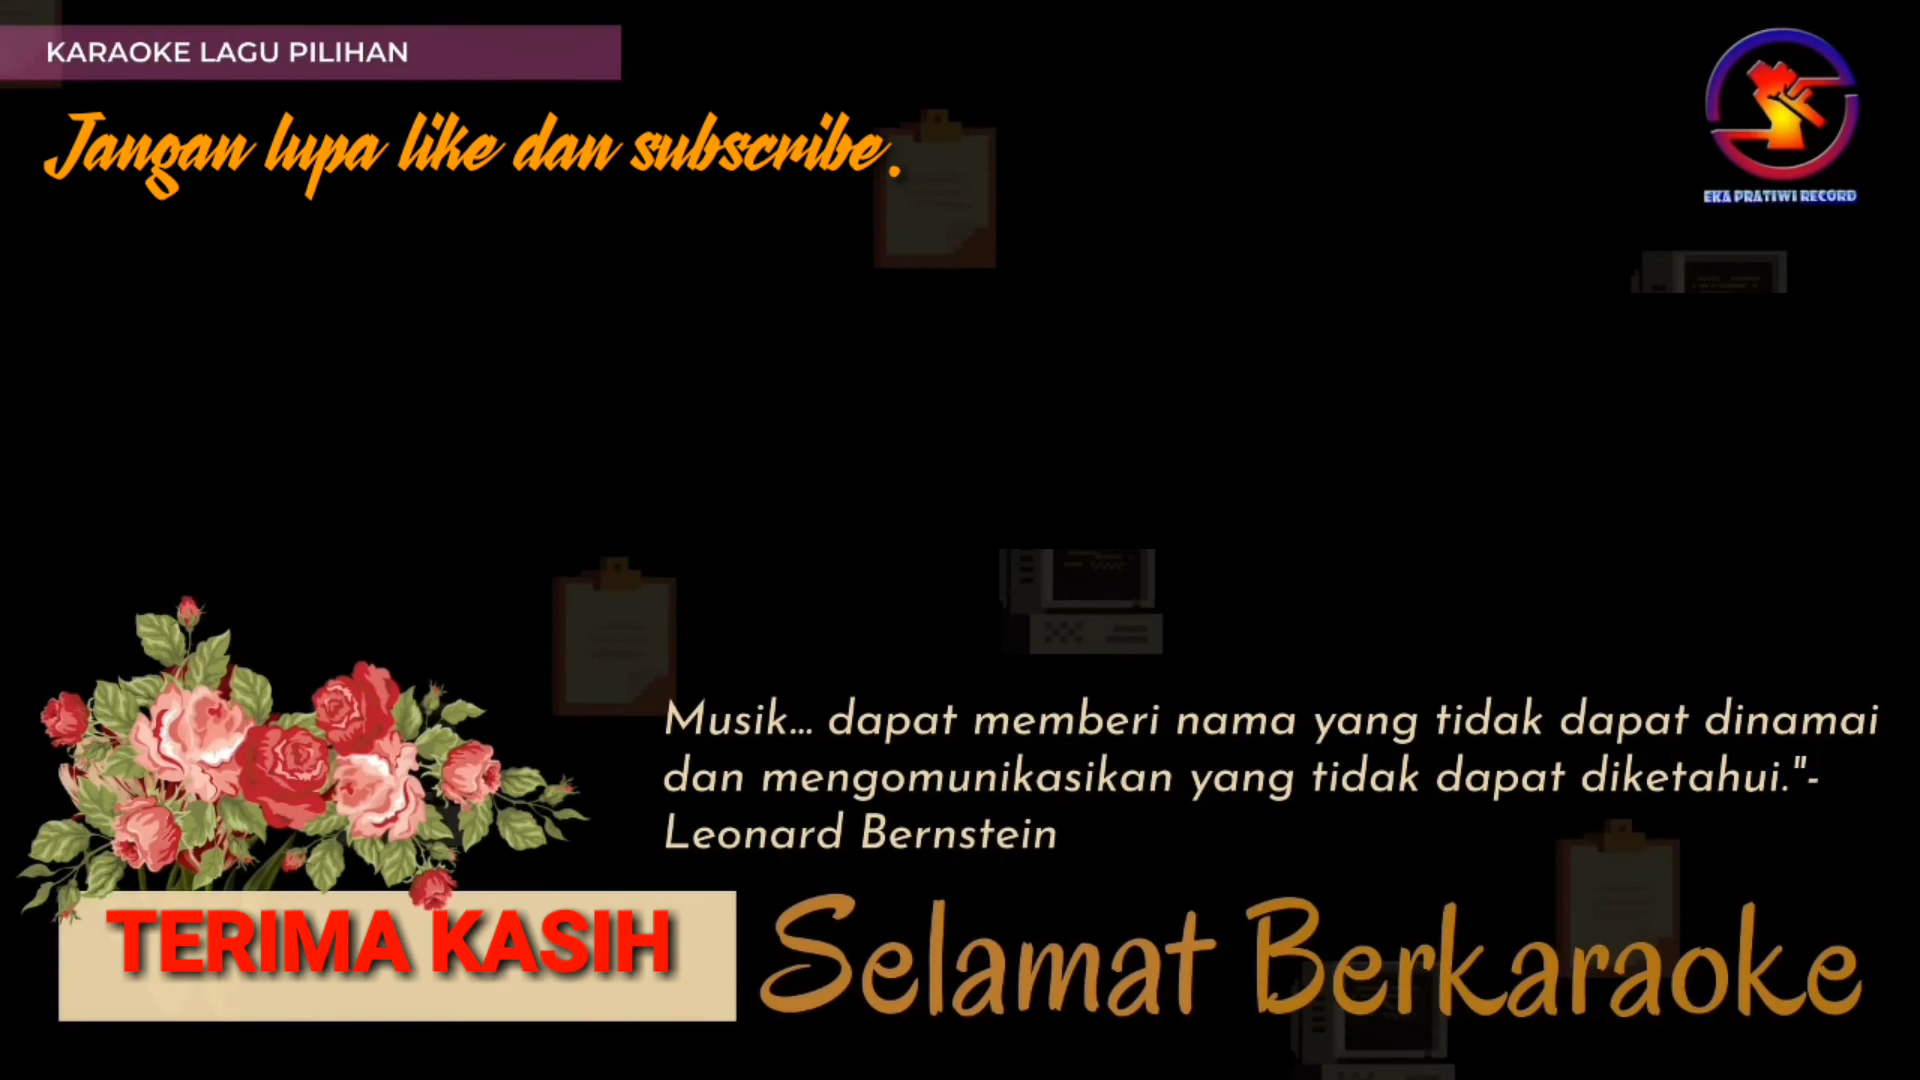 KARAOKE LAGU PILIHAN
Jangan lupa like dan subscribe.
EKA PRATIWI RECORD
Musik... dapat memberi nama yang tidak dapat dinamai
dan mengomunikasikan yang tidak dapat diketahui."-
Leonard Bernstein
TERIMA KASIH
Selamat Berkaraoke